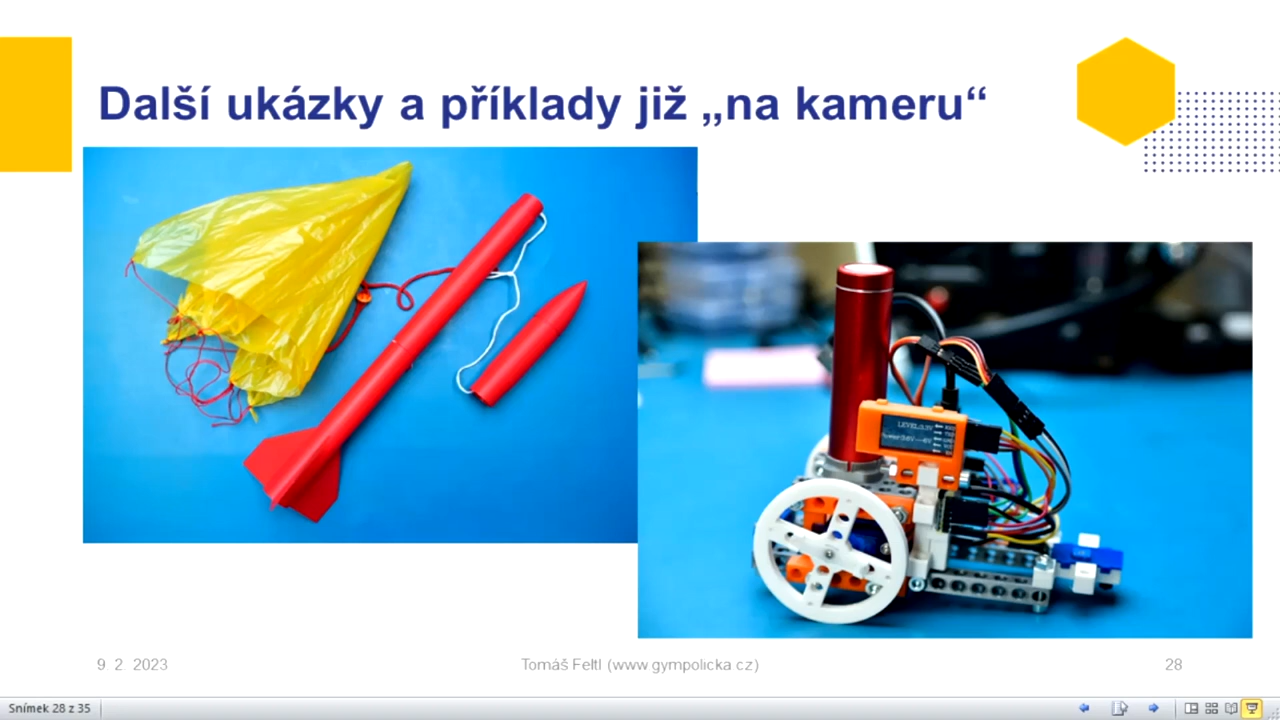 Další ukázky a příklady již „na kameru“
9. 2. 2023
Tomáš Feltl (www.gympolicka.cz)
28
Snímek 28 z 35